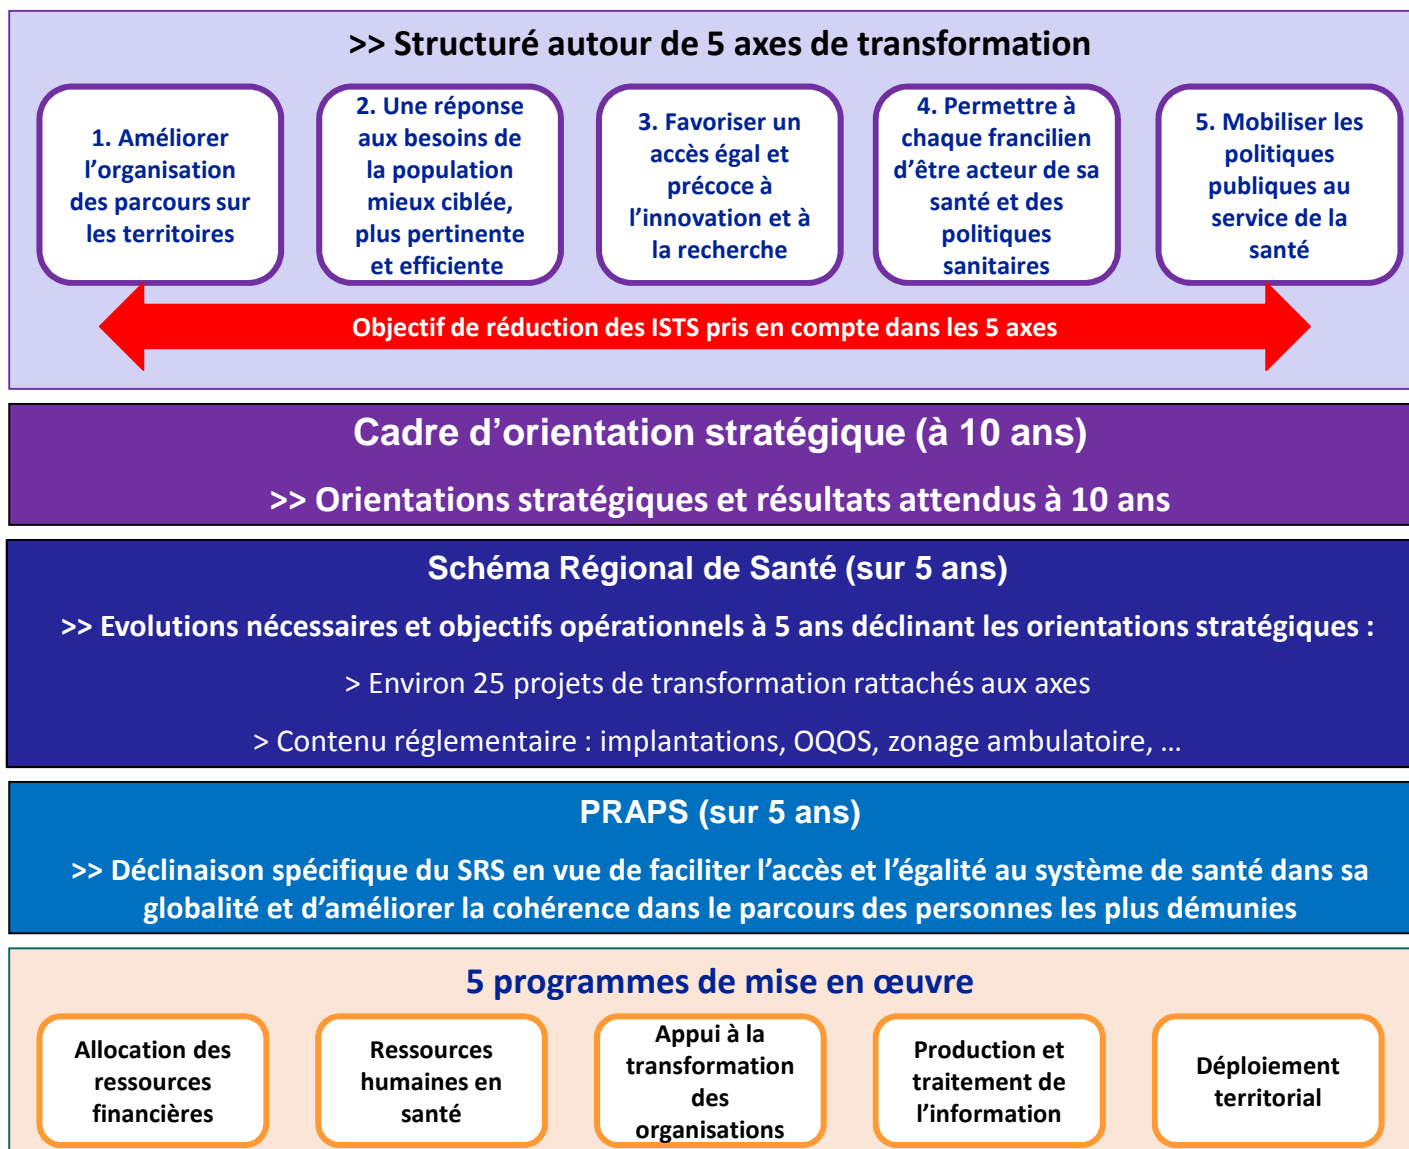 >> Structuré autour de 5 axes de transformation
1. Améliorer
l’organisation
des parcours sur
les territoires
2. Une réponse
aux besoins de
la population
mieux ciblée,
plus pertinente
et efficiente
3. Favoriser un
accès égal et
précoce à
l’innovation et à
la recherche
4. Permettre à
chaque francilien
d’être acteur de sa
santé et des
politiques
sanitaires
5. Mobiliser les
politiques
publiques au
service de la
santé
Objectif de réduction des ISTS pris en compte dans les 5 axes
Cadre d’orientation stratégique (à 10 ans)
>> Orientations stratégiques et résultats attendus à 10 ans
Schéma Régional de Santé (sur 5 ans)
>> Evolutions nécessaires et objectifs opérationnels à 5 ans déclinant les orientations stratégiques :
> Environ 25 projets de transformation rattachés aux axes
> Contenu réglementaire : implantations, OQOS, zonage ambulatoire, …
PRAPS (sur 5 ans)
>> Déclinaison spécifique du SRS en vue de faciliter l’accès et l’égalité au système de santé dans sa
globalité et d’améliorer la cohérence dans le parcours des personnes les plus démunies
5 programmes de mise en œuvre
Allocation des
ressources
financières
Ressources
humaines en
santé
Appui à la
transformation
des
organisations
Production et
traitement de
l’information
Déploiement
territorial